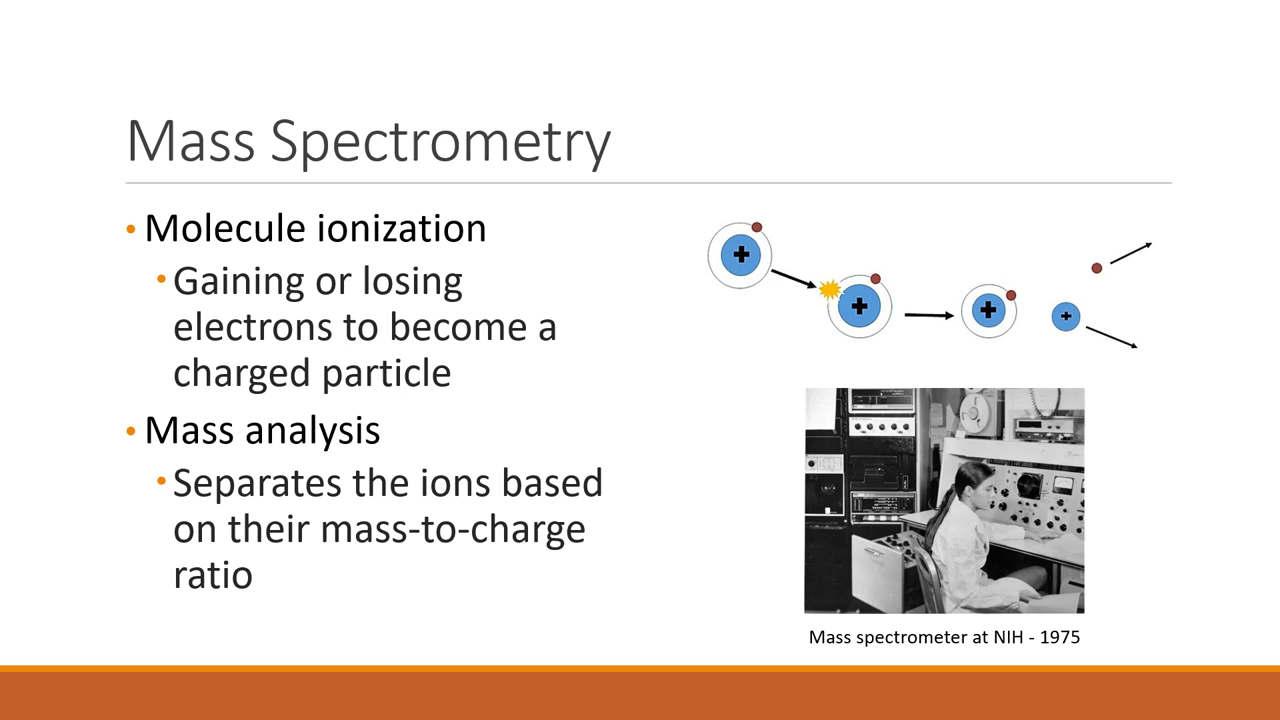 Mass Spectrometry
• Molecule ionization
• Gaining or losing
electrons to become a
charged particle
• Mass analysis
• Separates the ions based
on their mass-to-charge
ratio
+
+
+
+
Mass spectrometer at NIH - 1975